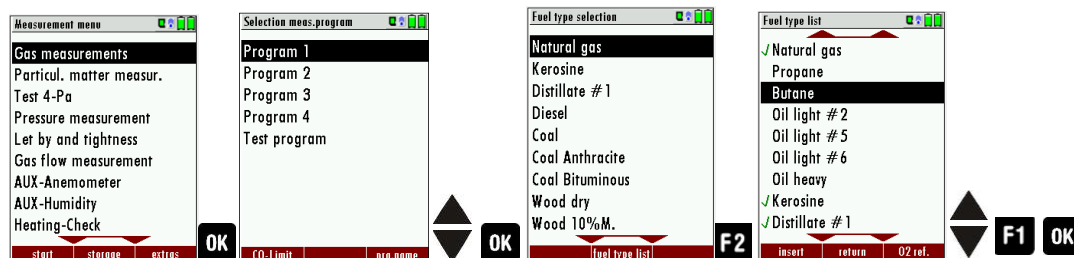 Measurement menu
Gas measurements
Particul. matter measur.
Test 4-Pa
Pressure measurement
Let by and tightness
Gas flow measurement
AUX-Anemometer
AUX-Humidity
Heating-Check
start storage extras
OK
Selection meas.program
Program 1
Program 2
Program 3
Program 4
Test program
CO-Limit prg.name
OK
Fuel type selection
Natural gas
Kerosine
Distillate #1
Diesel
Coal
Coal Anthracite
Coal Bituminous
Wood dry
Wood 10%M.
fuel type list
F2
Fuel type list
Natural gas
Propane
Butane
Oil light #2
Oil light #5
Oil light #6
Oil heavy
Kerosine
Distillate #1
insert return O2 ref.
F1 OK